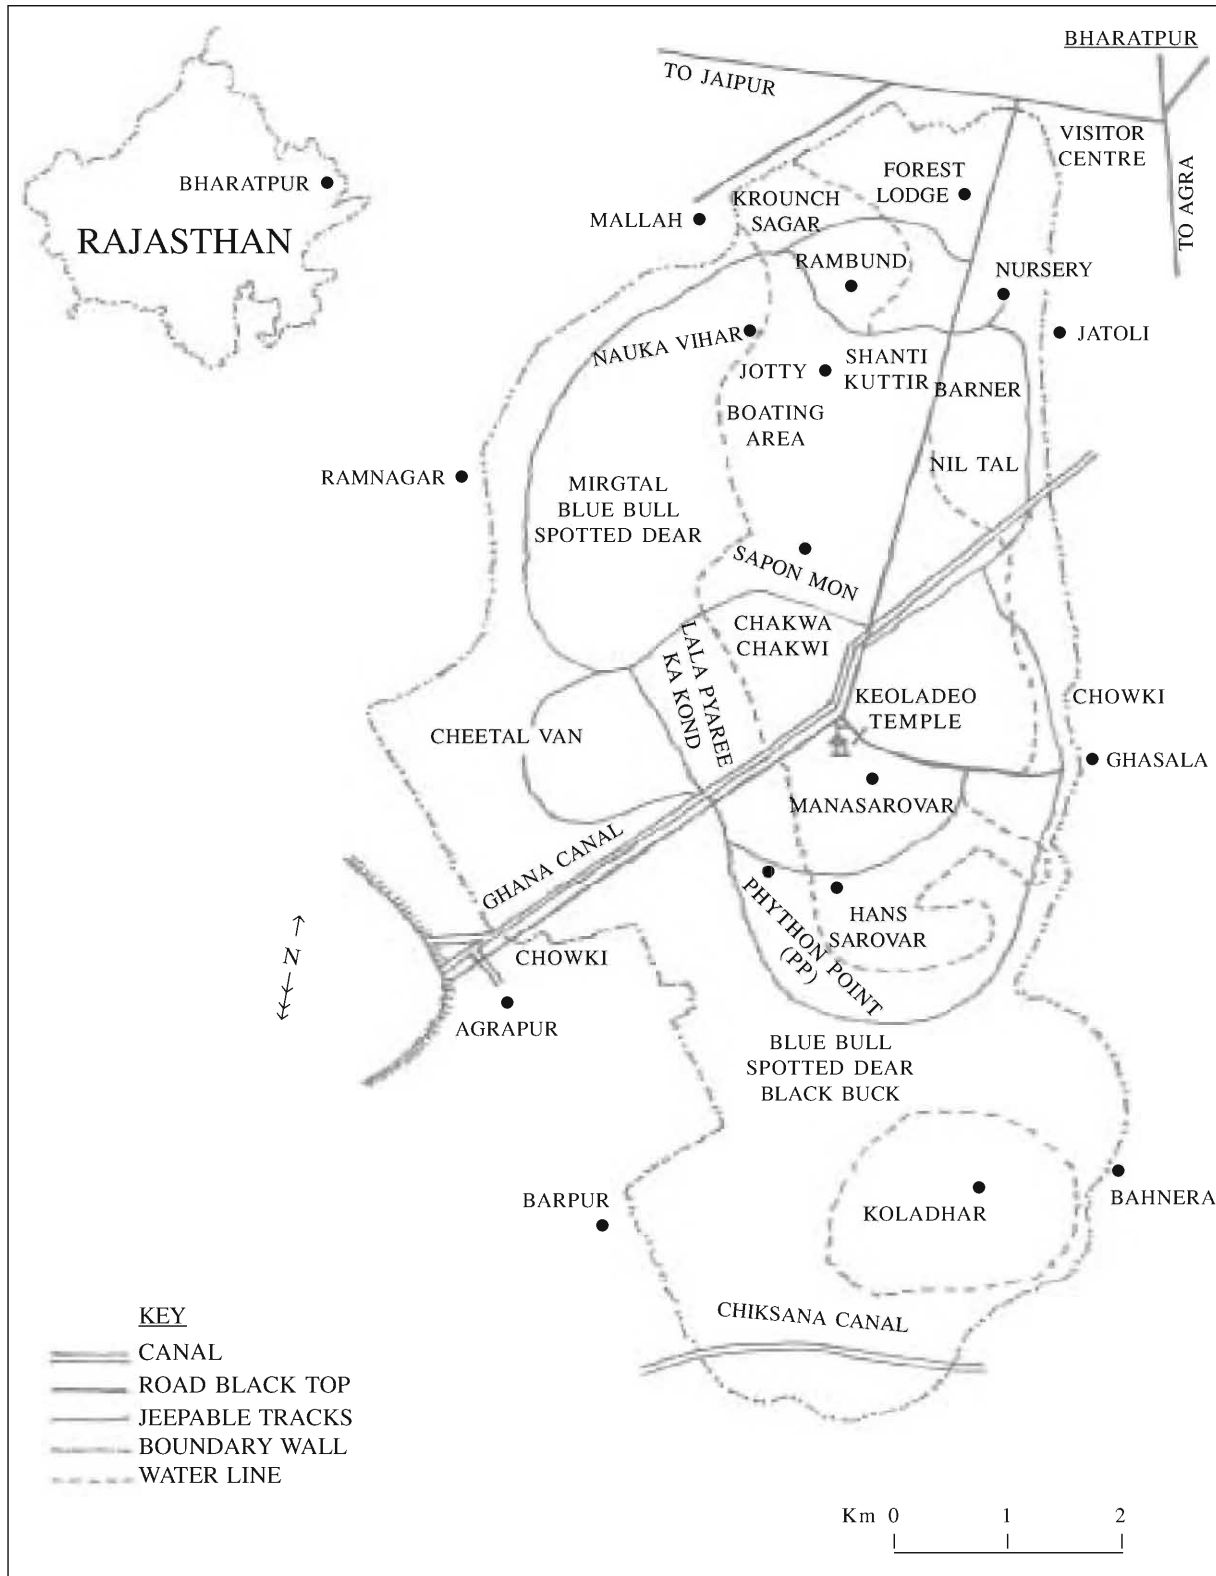 BHARATPUR
TO JAIPUR
VISITOR
CENTRE
TO AGRA
BHARATPUR
RAJASTHAN
FOREST
LODGE
KROUNCH
SAGAR
MALLAH
RAMBUND
NURSERY
NAUKA VIHAR
JATOLI
JOTTY
SHANTI
KUTTIR
BARNER
BOATING
AREA
NIL TAL
RAMNAGAR
MIRGTAL
BLUE BULL
SPOTTED DEAR
SAPON MON
CHAKWA
CHAKWI
LALA PYAREE
KA KOND
KEOLADEO
TEMPLE
CHOWKI
CHEETAL VAN
GHASALA
MANASAROVAR
GHANA CANAL
PHYTHON POINT
(PP)
HANS
SAROVAR
N
CHOWKI
AGRAPUR
BLUE BULL
SPOTTED DEAR
BLACK BUCK
BARPUR
KOLADHAR
BAHNERA
CHIKSANA CANAL
KEY
CANAL
ROAD BLACK TOP
JEEPABLE TRACKS
BOUNDARY WALL
WATER LINE
Km 0 1 2